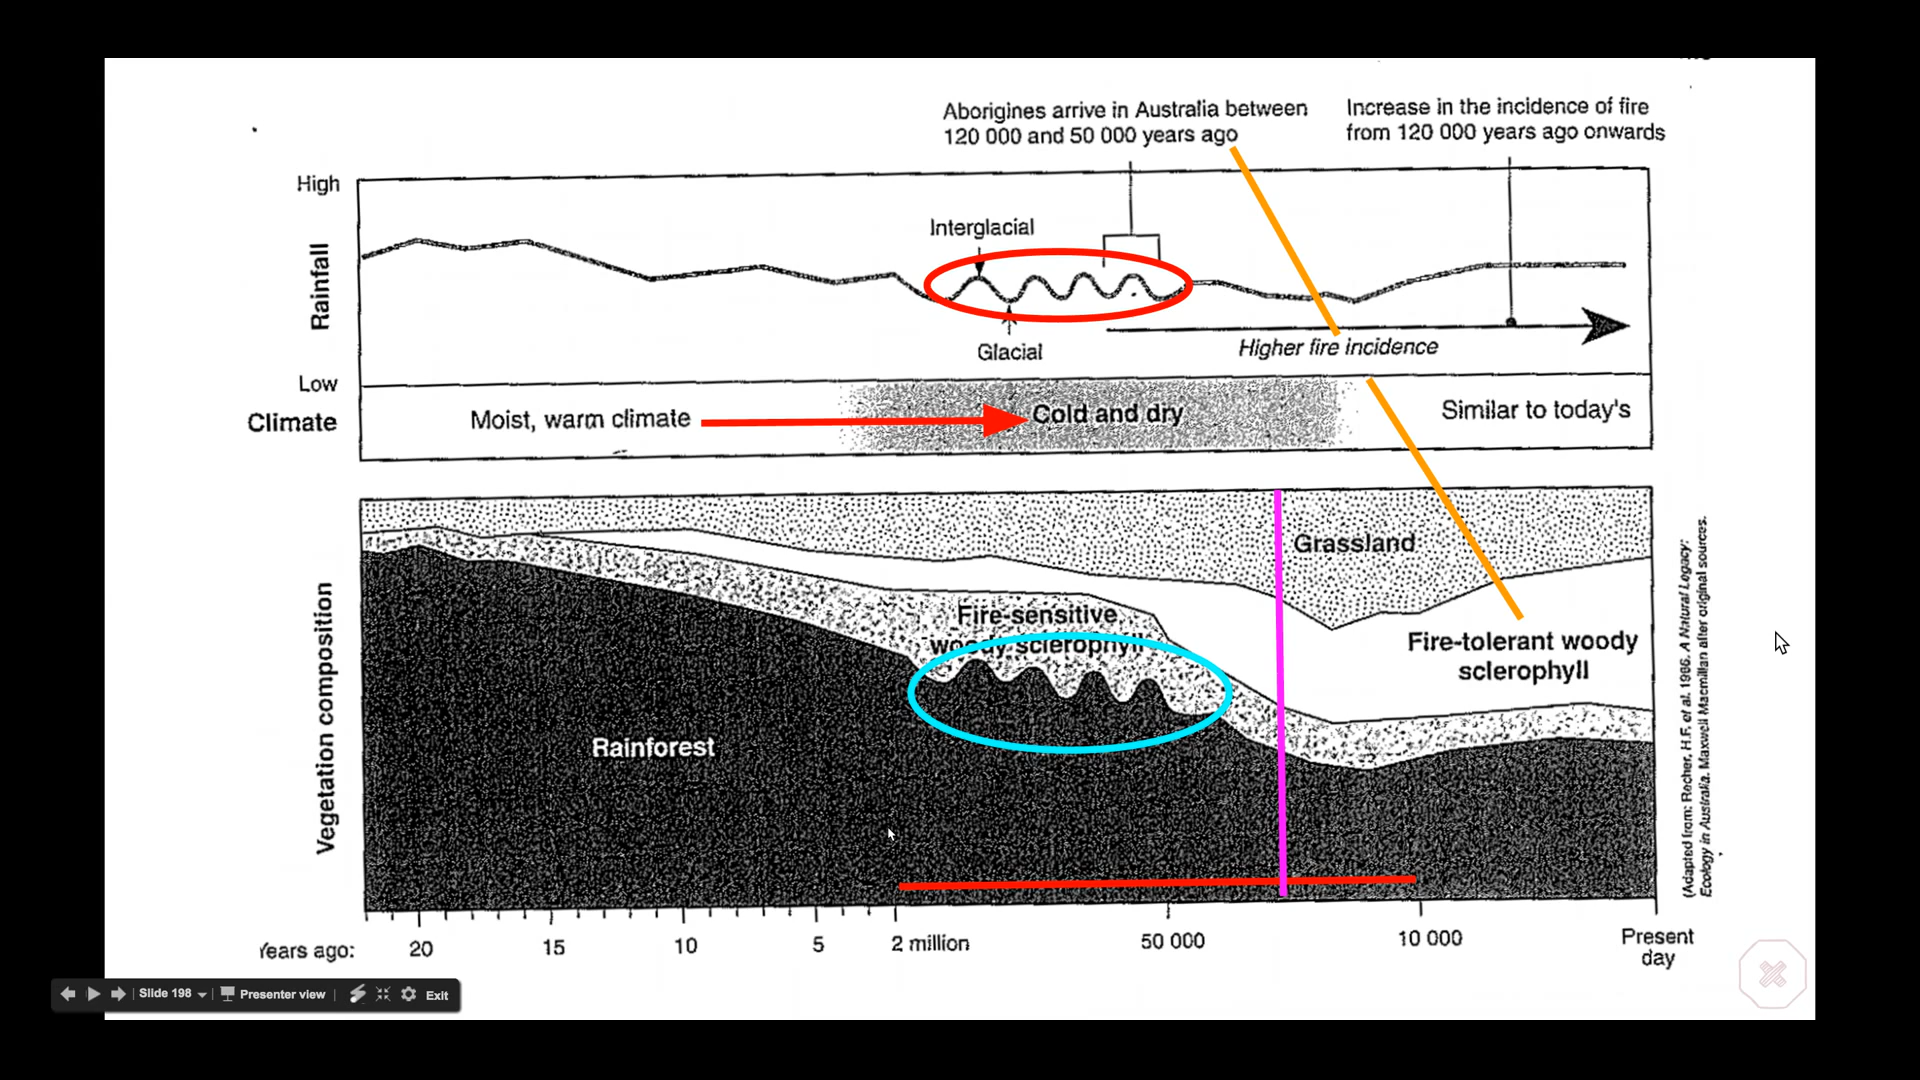 Aborigines arrive in Australia between
120 000 and 50 000 years ago
Increase in the incidence of fire
from 120 000 years ago onwards
High
Rainfall
Interglacial
Glacial
Higher fire incidence
Low
Climate
Moist, warm climate
Cold and dry
Similar to today's
Vegetation composition
Grassland
Fire-sensitive
woody sclerophyll
Fire-tolerant woody
sclerophyll
Rainforest
(Adapted from: Recher, H.F. et al. 1986. A Natural Legacy:
Ecology in Australia. Maxwell Macmillan after original sources.
Years ago:
20
15
10
5
2 million
50 000
10 000
Present
day
Slide 198
Presenter view
Exit